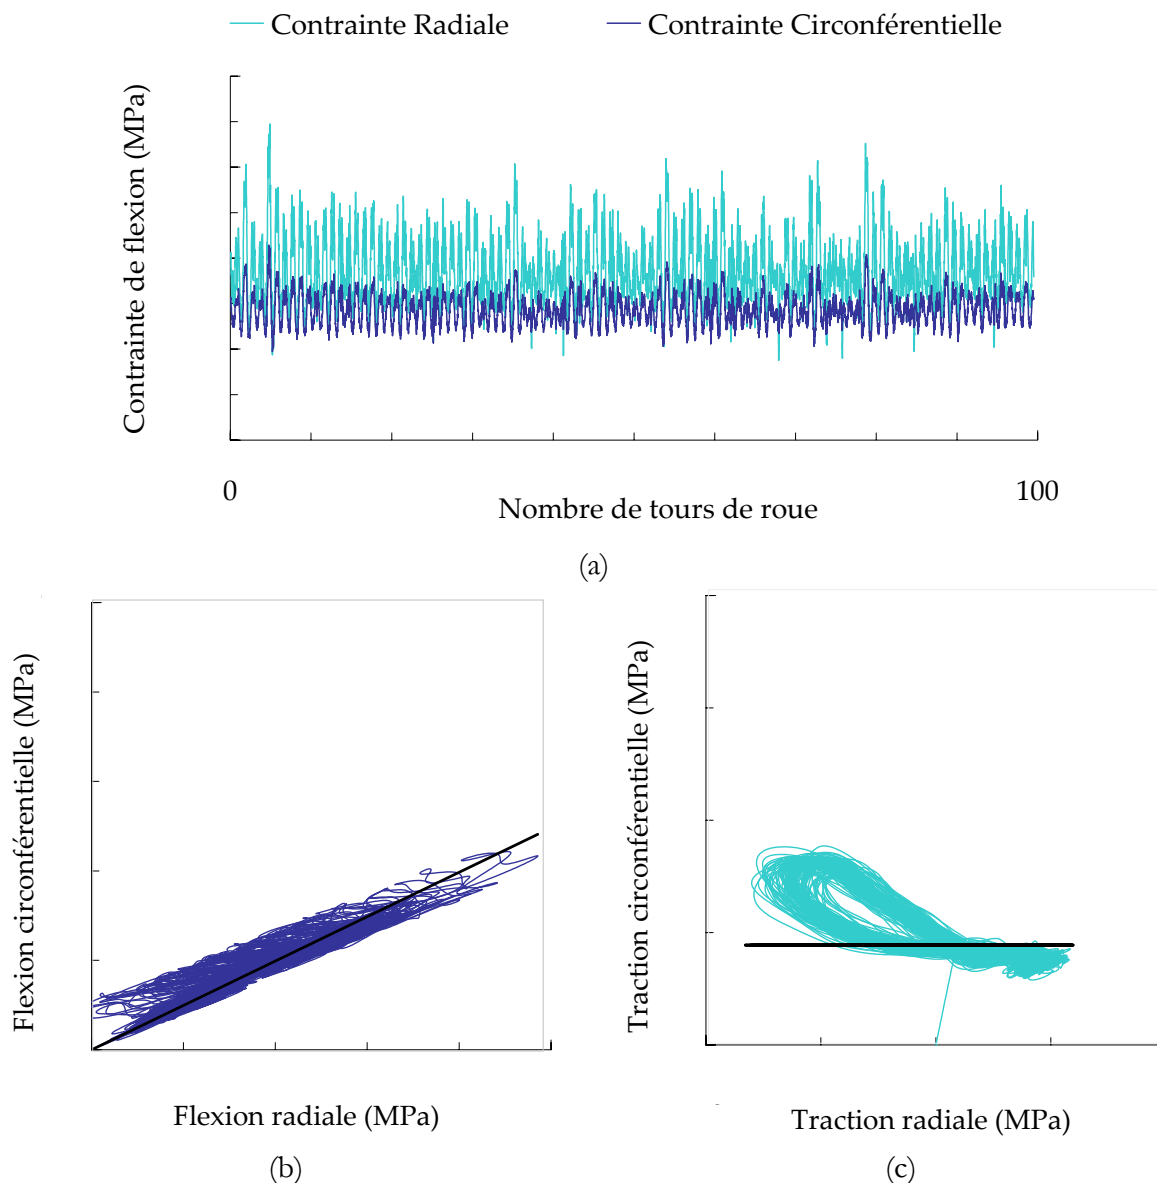 Contrainte Radiale
Contrainte Circonférentielle
Contrainte de flexion (MPa)
0
100
Nombre de tours de roue
(a)
Flexion circonférentielle (MPa)
Flexion radiale (MPa)
(b)
Traction circonférentielle (MPa)
Traction radiale (MPa)
(c)